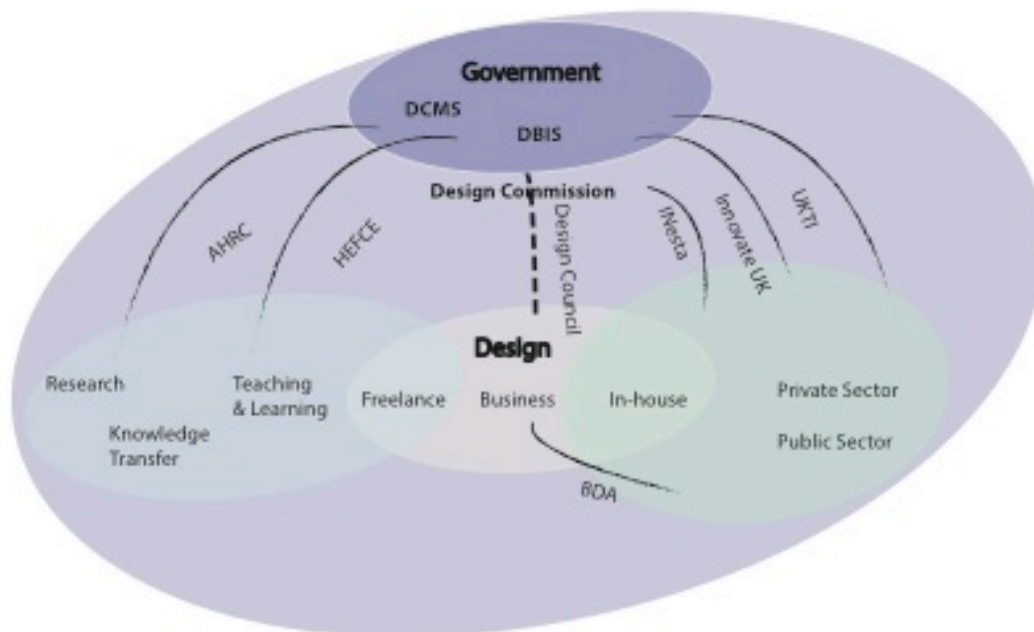 Government
DCMS
DBIS
Design Commission
AHRC
HEFCE
Design Council
INesta
Innovate UK
UKTI
Design
Research
Teaching
& Learning
Knowledge
Transfer
Freelance
Business
In-house
Private Sector
Public Sector
BDA